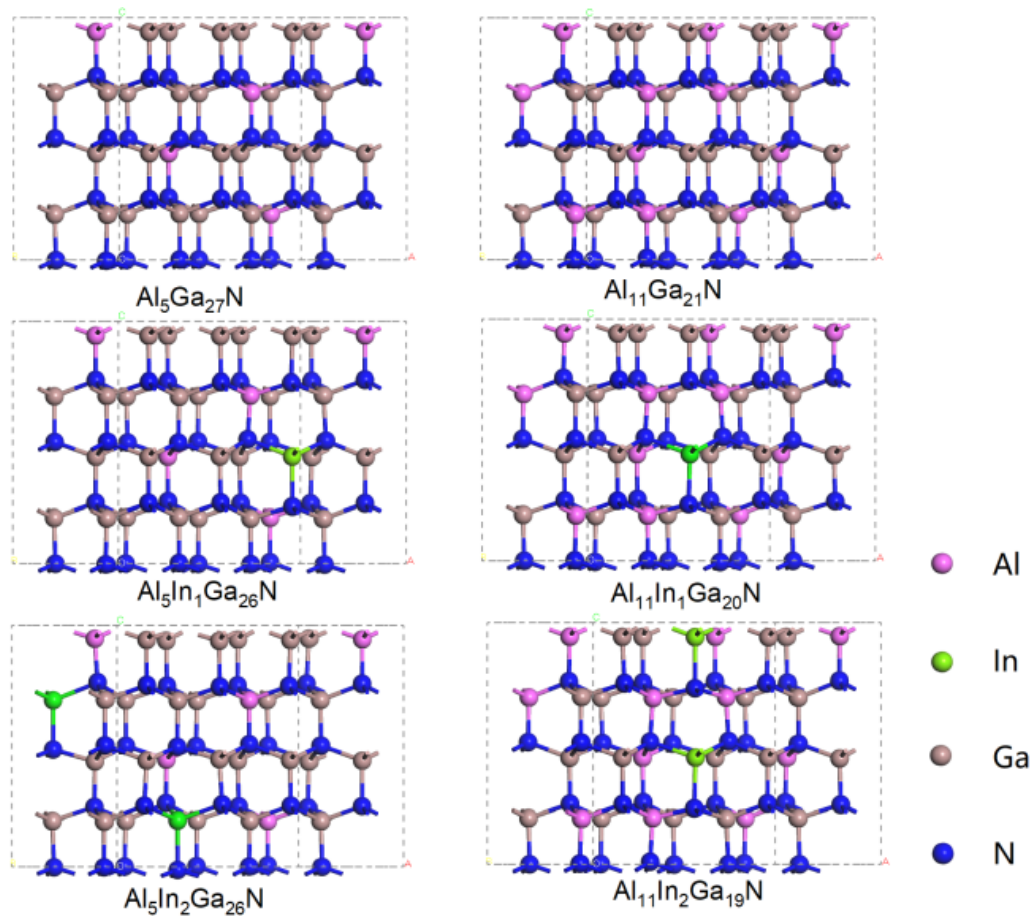 C
C
A
A
Al₅Ga₂₇N
Al₁₁Ga₂₁N
C
C
A
A
Al₅In₁Ga₂₆N
Al₁₁In₁Ga₂₀N
Al
C
C
In
Ga
A
A
N
Al₅In₂Ga₂₆N
Al₁₁In₂Ga₁₉N